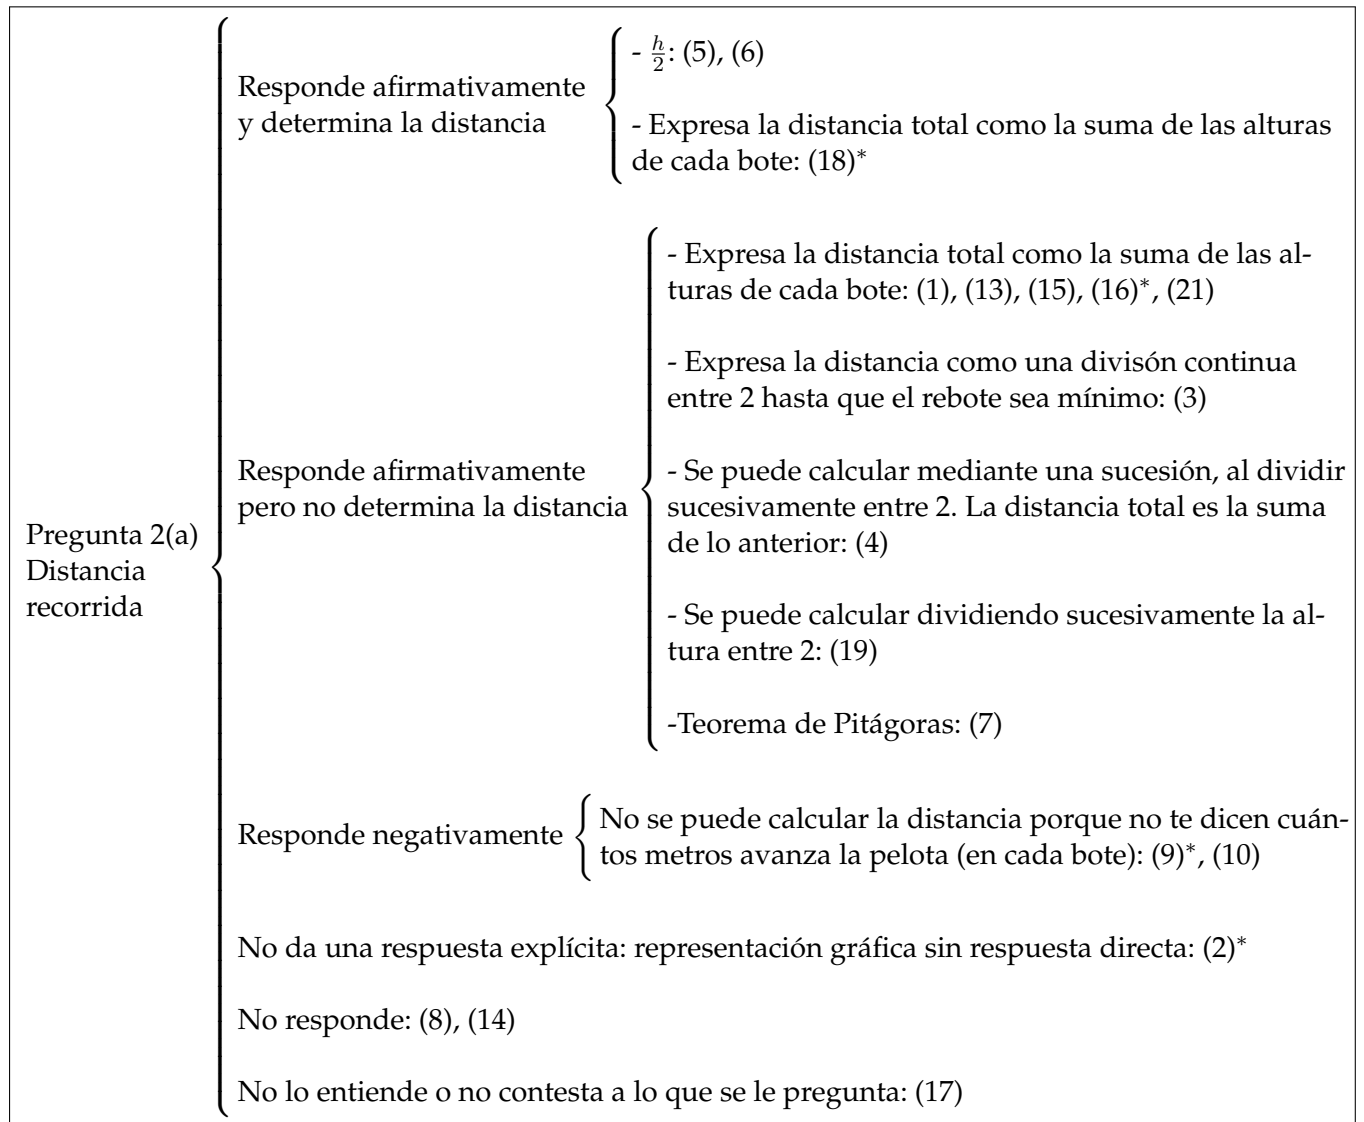 Responde afirmativamente
y determina la distancia
- h/2: (5), (6)
- Expresa la distancia total como la suma de las alturas
de cada bote: (18)*
Pregunta 2(a)
Distancia
recorrida
Responde afirmativamente
pero no determina la distancia
- Expresa la distancia total como la suma de las al-
turas de cada bote: (1), (13), (15), (16)*, (21)
- Expresa la distancia como una divisón continua
entre 2 hasta que el rebote sea mínimo: (3)
- Se puede calcular mediante una sucesión, al dividir
sucesivamente entre 2. La distancia total es la suma
de lo anterior: (4)
- Se puede calcular dividiendo sucesivamente la al-
tura entre 2: (19)
-Teorema de Pitágoras: (7)
Responde negativamente
No se puede calcular la distancia porque no te dicen cuán-
tos metros avanza la pelota (en cada bote): (9)*, (10)
No da una respuesta explícita: representación gráfica sin respuesta directa: (2)*
No responde: (8), (14)
No lo entiende o no contesta a lo que se le pregunta: (17)